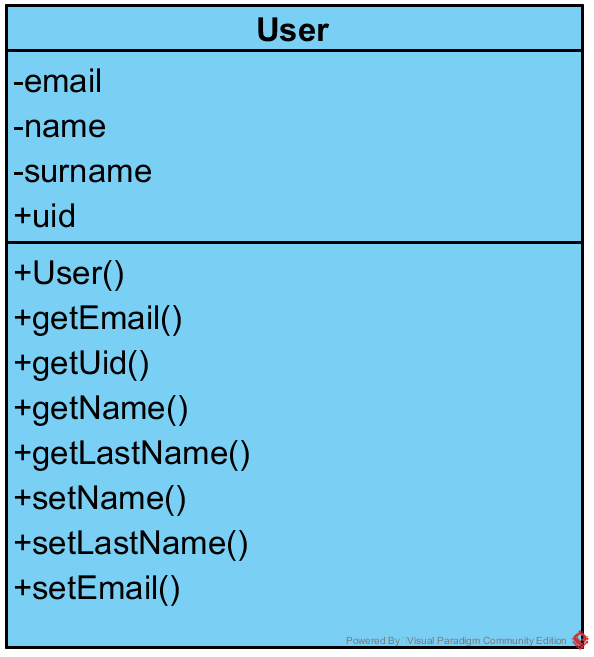 User
-email
-name
-surname
+uid
+User()
+getEmail()
+getUid()
+getName()
+getLastName()
+setName()
+setLastName()
+setEmail()
Powered By Visual Paradigm Community Edition